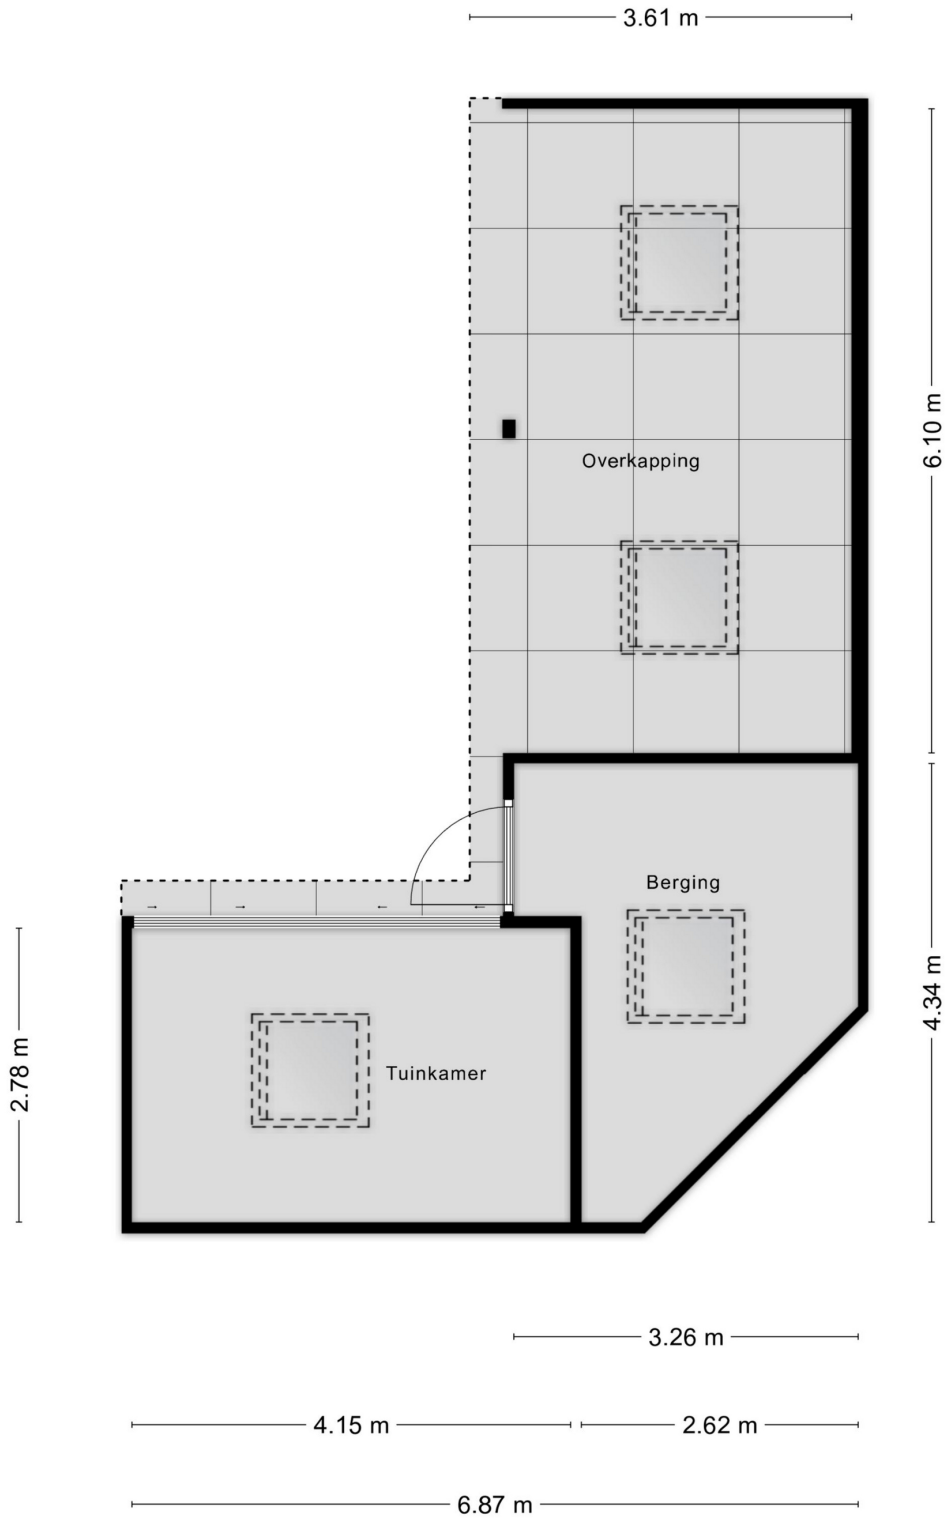 3.61 m
6.10 m
Overkapping
Berging
4.34 m
2.78 m
Tuinkamer
3.26 m
4.15 m
2.62 m
6.87 m